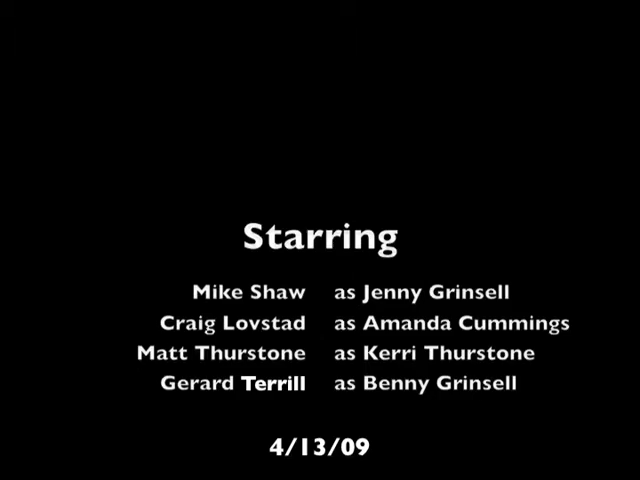 Starring
Mike Shaw as Jenny Grinsell
Craig Lovstad as Amanda Cummings
Matt Thurstone as Kerri Thurstone
Gerard Terrill as Benny Grinsell
4/13/09